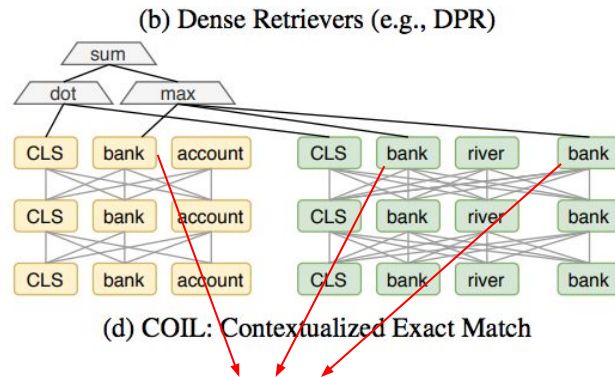 (b) Dense Retrievers (e.g., DPR)
sum
dot max
CLS bank account CLS bank river bank
CLS bank account CLS bank river bank
CLS bank account CLS bank river bank
(d) COIL: Contextualized Exact Match